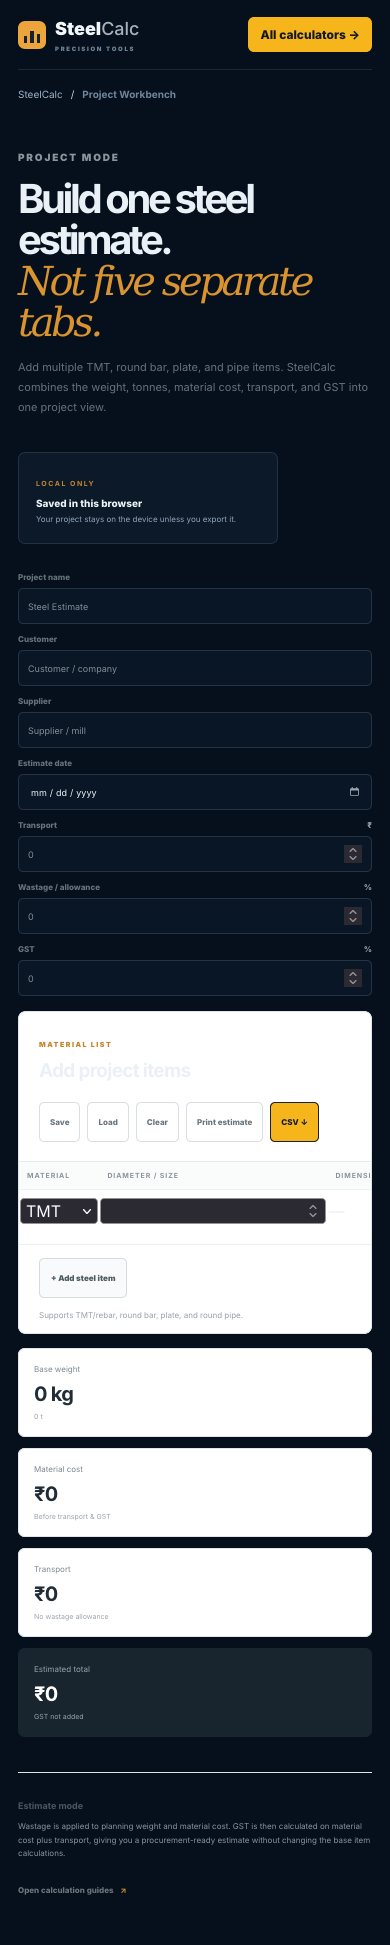 SteelCalc
PRECISION TOOLS
All calculators →
SteelCalc / Project Workbench
PROJECT MODE
Build one steel
estimate.
Not five separate
tabs.
Add multiple TMT, round bar, plate, and pipe items. SteelCalc
combines the weight, tonnes, material cost, transport, and GST into
one project view.
LOCAL ONLY
Saved in this browser
Your project stays on the device unless you export it.
Project name
Steel Estimate
Customer
Customer / company
Supplier
Supplier / mill
Estimate date
mm / dd / yyyy
Transport ₹
0
Wastage / allowance %
0
GST %
0
MATERIAL LIST
Add project items
Save Load Clear Print estimate CSV ↓
MATERIAL DIAMETER / SIZE DIMENSI
TMT
+ Add steel item
Supports TMT/rebar, round bar, plate, and round pipe.
Base weight
0 kg
0 t
Material cost
₹0
Before transport & GST
Transport
₹0
No wastage allowance
Estimated total
₹0
GST not added
Estimate mode
Wastage is applied to planning weight and material cost. GST is then calculated on material
cost plus transport, giving you a procurement-ready estimate without changing the base item
calculations.
Open calculation guides ↗